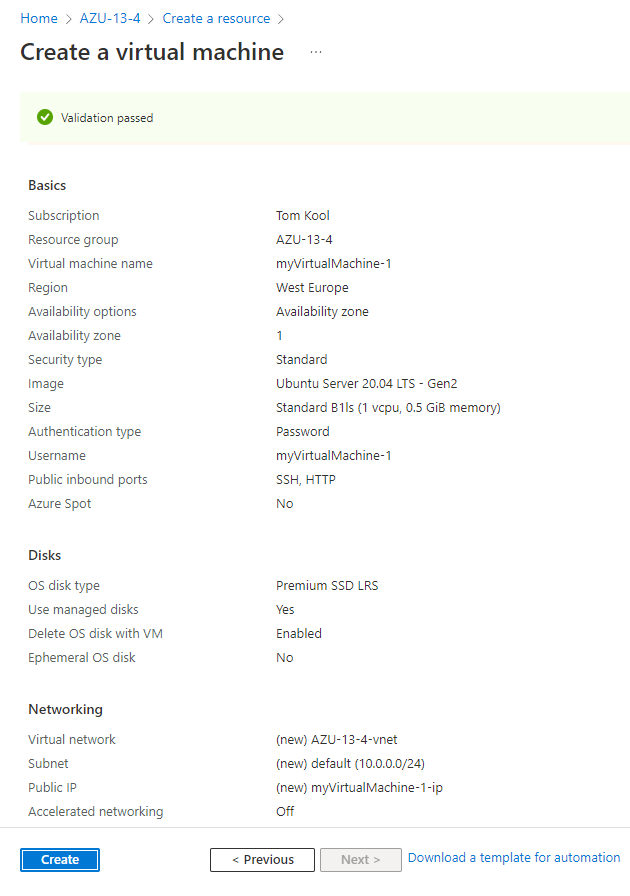 Home > AZU-13-4 > Create a resource >
Create a virtual machine ...
Validation passed
Basics
Subscription Tom Kool
Resource group AZU-13-4
Virtual machine name myVirtualMachine-1
Region West Europe
Availability options Availability zone
Availability zone 1
Security type Standard
Image Ubuntu Server 20.04 LTS - Gen2
Size Standard B1ls (1 vcpu, 0.5 GiB memory)
Authentication type Password
Username myVirtualMachine-1
Public inbound ports SSH, HTTP
Azure Spot No
Disks
OS disk type Premium SSD LRS
Use managed disks Yes
Delete OS disk with VM Enabled
Ephemeral OS disk No
Networking
Virtual network (new) AZU-13-4-vnet
Subnet (new) default (10.0.0.0/24)
Public IP (new) myVirtualMachine-1-ip
Accelerated networking Off
Create < Previous Next > Download a template for automation